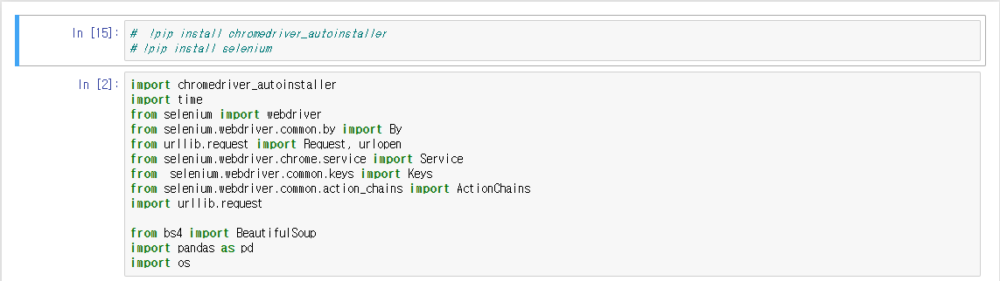 In [15]:
#  !pip install chromedriver_autoinstaller
# !pip install selenium
In [2]:
import chromedriver_autoinstaller
import time
from selenium import webdriver
from selenium.webdriver.common.by import By
from urllib.request import Request, urlopen
from selenium.webdriver.chrome.service import Service
from  selenium.webdriver.common.keys import Keys
from selenium.webdriver.common.action_chains import ActionChains
import urllib.request
from bs4 import BeautifulSoup
import pandas as pd
import os